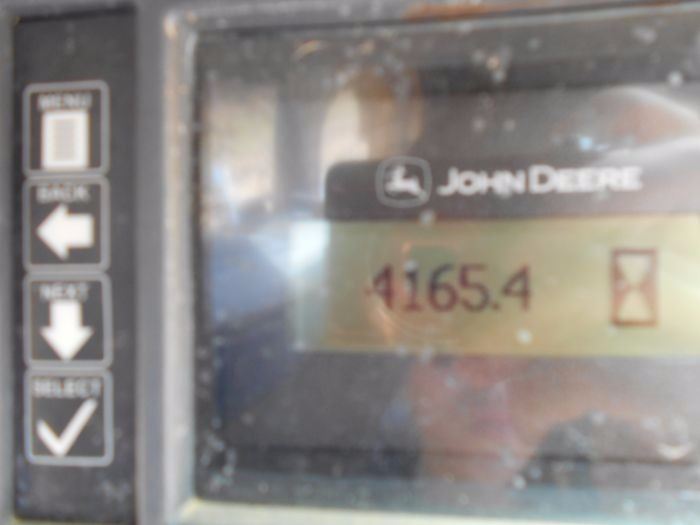 MENU
BACK
NEXT
SELECT
JOHN DEERE
4165.4